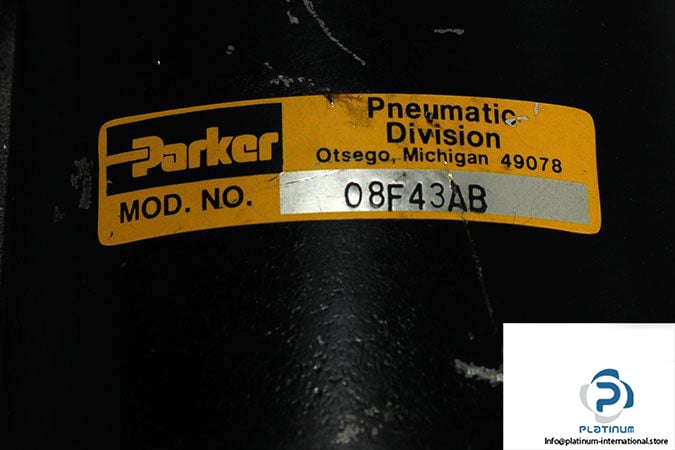 Parker
Pneumatic
Division
Otsego, Michigan 49078
MOD. NO. 08F43AB
PLATINUM
Info@platinum-international.store